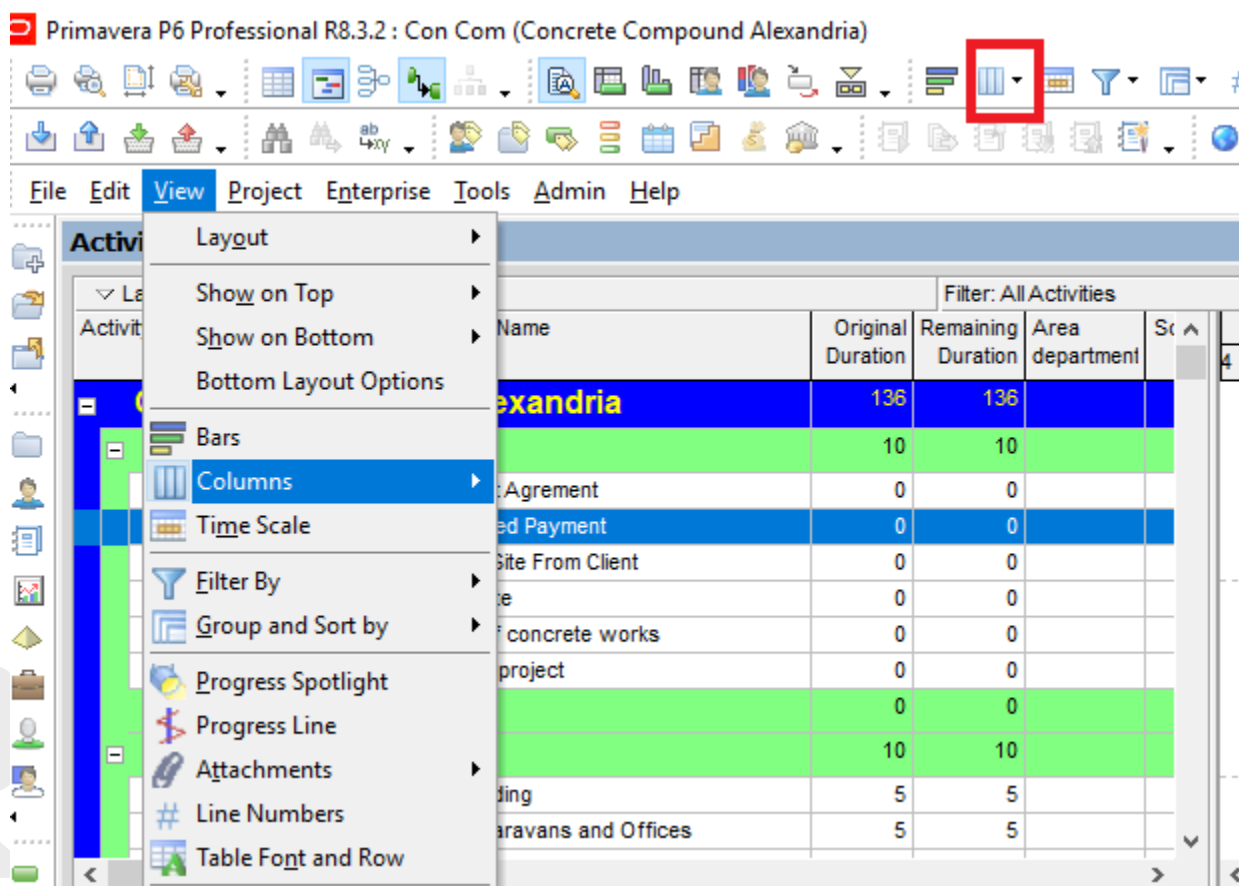 Primavera P6 Professional R8.3.2 : Con Com (Concrete Compound Alexandria)
ab
xy
#
File Edit View Project Enterprise Tools Admin Help
Activi
Layout
La
Show on Top
Filter: All Activities
Activit
Show on Bottom
Name
Original Duration
Remaining Duration
Area department
Sc
4
Bottom Layout Options
exandria 136 136
Bars
10 10
Columns
t Agrement 0 0
ed Payment 0 0
Time Scale
Site From Client 0 0
Filter By
te 0 0
Group and Sort by
f concrete works 0 0
project 0 0
Progress Spotlight
0 0
Progress Line
10 10
Attachments
ding 5 5
Line Numbers
aravans and Offices 5 5
Table Font and Row